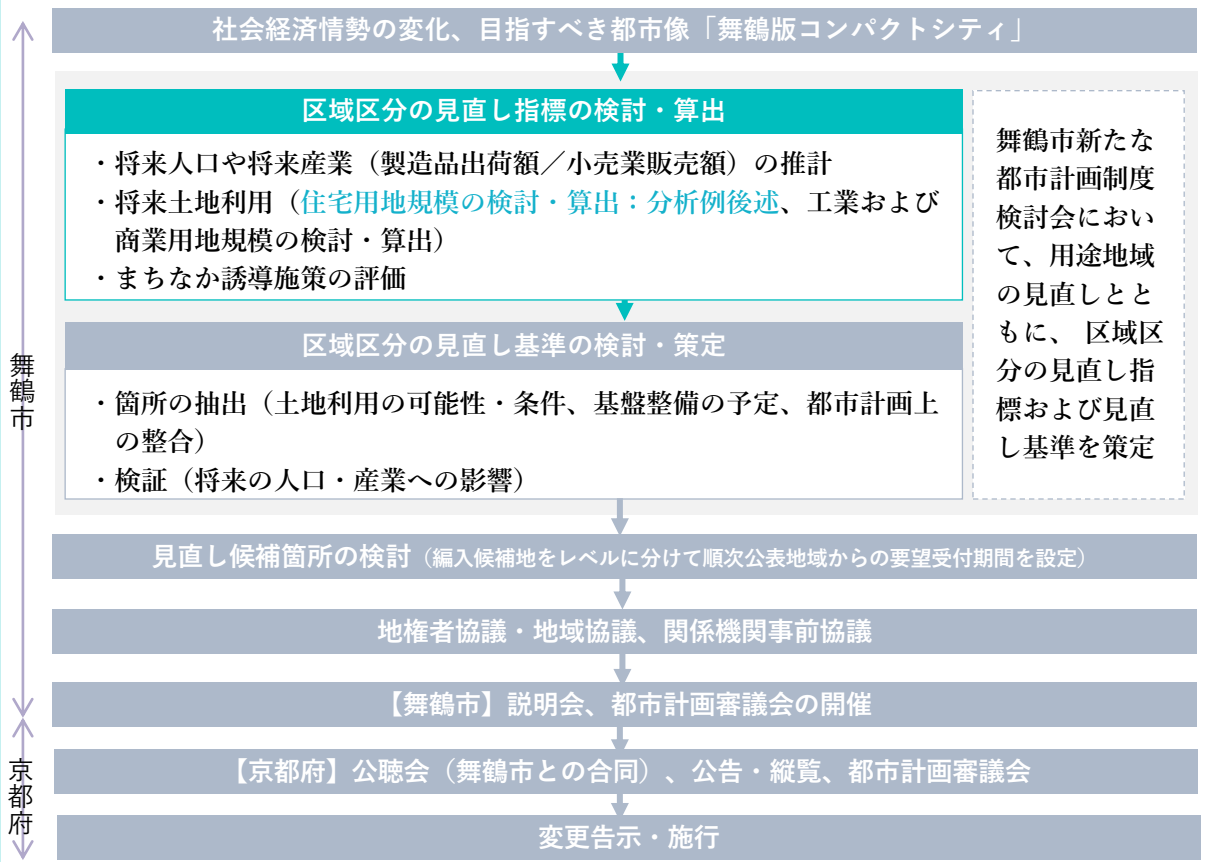 社会経済情勢の変化、目指すべき都市像「舞鶴版コンパクトシティ」
区域区分の見直し指標の検討・算出
・将来人口や将来産業（製造品出荷額／小売業販売額）の推計
・将来土地利用（住宅用地規模の検討・算出：分析例後述、工業および
商業用地規模の検討・算出）
・まちなか誘導施策の評価
区域区分の見直し基準の検討・策定
・箇所の抽出（土地利用の可能性・条件、基盤整備の予定、都市計画上
の整合）
・検証（将来の人口・産業への影響）
舞鶴市新たな
都市計画制度
検討会におい
て、用途地域
の見直しとと
もに、 区域区
分の見直し指
標および見直
し基準を策定
見直し候補箇所の検討（編入候補地をレベルに分けて順次公表地域からの要望受付期間を設定）
地権者協議・地域協議、関係機関事前協議
【舞鶴市】説明会、都市計画審議会の開催
【京都府】公聴会（舞鶴市との合同）、公告・縦覧、都市計画審議会
変更告示・施行
舞鶴市
京都府